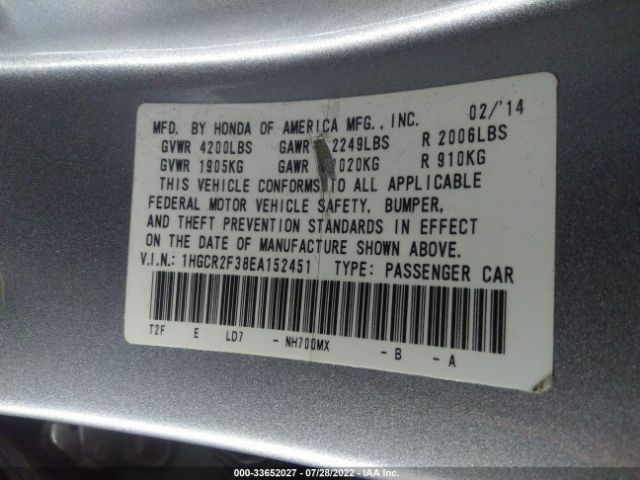 MFD. BY HONDA OF AMERICA MFG., INC. 02/'14
GVWR 4200LBS GAWR 2249LBS R 2006LBS
GVWR 1905KG GAWR 1020KG R 910KG
THIS VEHICLE CONFORMS TO ALL APPLICABLE
FEDERAL MOTOR VEHICLE SAFETY, BUMPER,
AND THEFT PREVENTION STANDARDS IN EFFECT
ON THE DATE OF MANUFACTURE SHOWN ABOVE.
V.I.N.: 1HGCR2F38EA152451 TYPE: PASSENGER CAR
T2F E LD7 - NH700MX - B - A
000-33652027 - 07/28/2022 - IAA Inc.